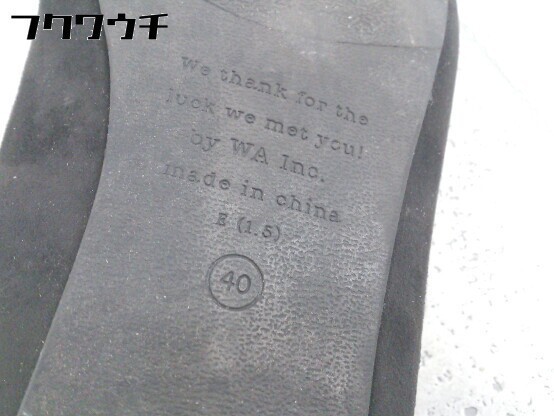 フクワウチ
We thank for the
luck we met you!
by WA Inc.
made in china
E (1.5)
40